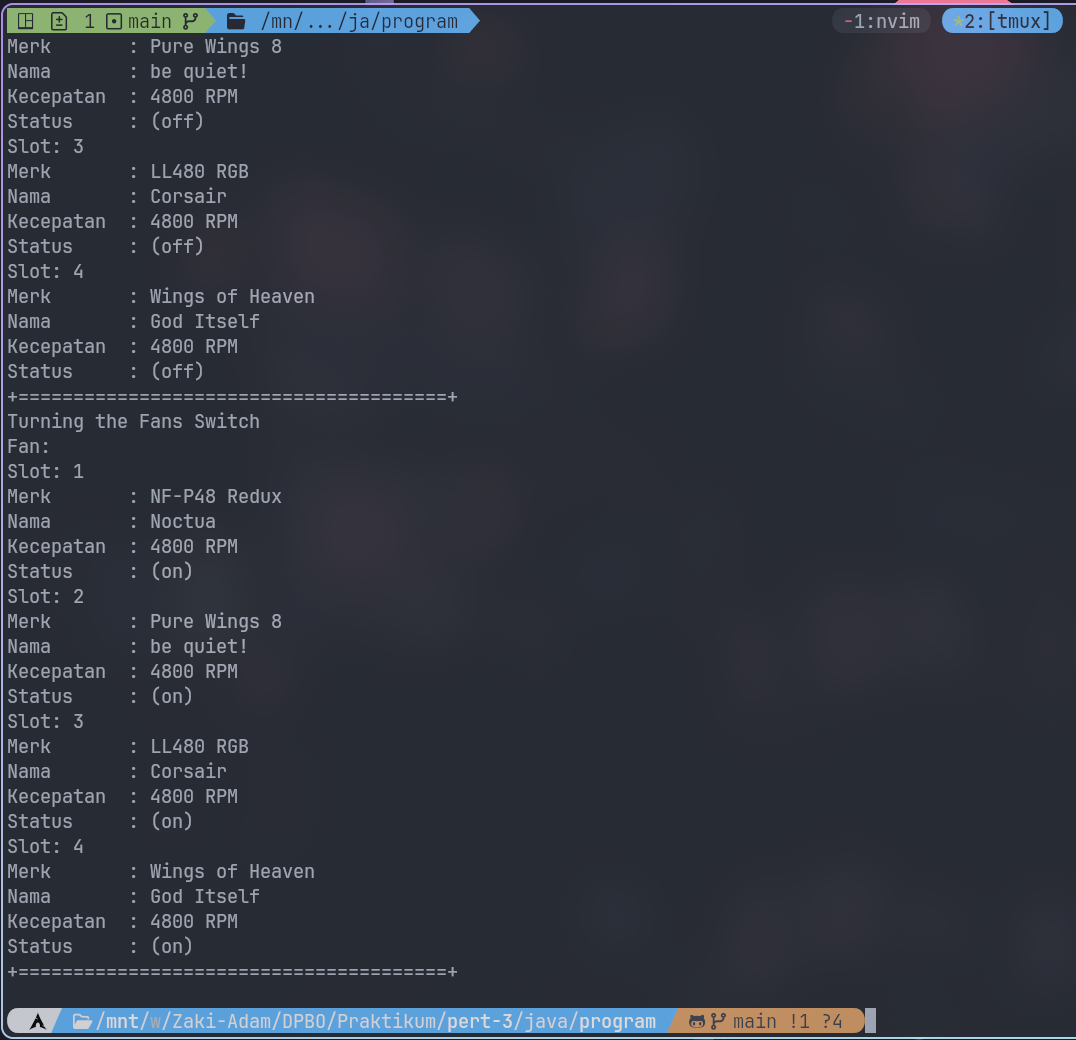 1 main /mn/.../ja/program -1:nvim *2:[tmux]
Merk : Pure Wings 8
Nama : be quiet!
Kecepatan : 4800 RPM
Status : (off)
Slot: 3
Merk : LL480 RGB
Nama : Corsair
Kecepatan : 4800 RPM
Status : (off)
Slot: 4
Merk : Wings of Heaven
Nama : God Itself
Kecepatan : 4800 RPM
Status : (off)
+=======================================+
Turning the Fans Switch
Fan:
Slot: 1
Merk : NF-P48 Redux
Nama : Noctua
Kecepatan : 4800 RPM
Status : (on)
Slot: 2
Merk : Pure Wings 8
Nama : be quiet!
Kecepatan : 4800 RPM
Status : (on)
Slot: 3
Merk : LL480 RGB
Nama : Corsair
Kecepatan : 4800 RPM
Status : (on)
Slot: 4
Merk : Wings of Heaven
Nama : God Itself
Kecepatan : 4800 RPM
Status : (on)
+=======================================+
/mnt/w/Zaki-Adam/DPBO/Praktikum/pert-3/java/program main !1 ?4